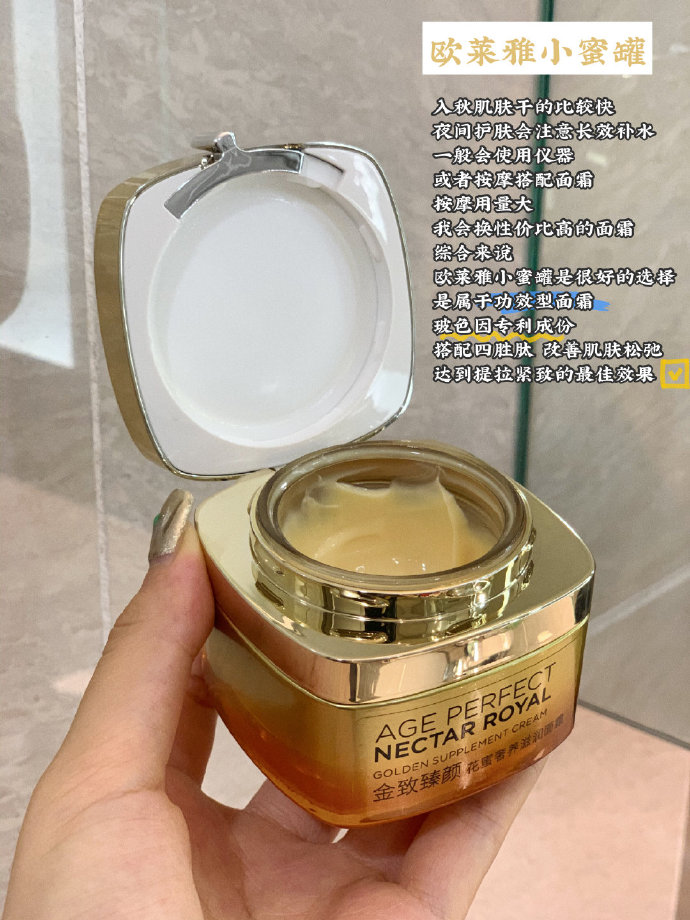 欧莱雅小蜜罐
入秋肌肤干的比较快
夜间护肤会注意长效补水
一般会使用仪器
或者按摩搭配面霜
按摩用量大
我会换性价比高的面霜
综合来说
欧莱雅小蜜罐是很好的选择
是属于功效型面霜
玻色因专利成份
搭配四胜肽 改善肌肤松弛
达到提拉紧致的最佳效果
AGE PERFECT
NECTAR ROYAL
GOLDEN SUPPLEMENT CREAM
金致臻颜 花蜜奢养滋润面霜